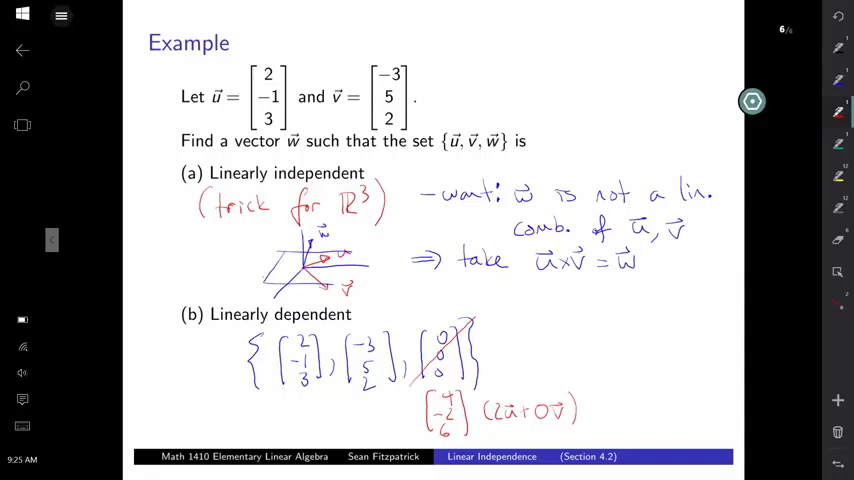 6/6
Example
Let u⃗ = [2 −1 3] and v⃗ = [−3 5 2].
Find a vector w⃗ such that the set {u⃗, v⃗, w⃗} is
(a) Linearly independent
(trick for ℝ³)
– want: w⃗ is not a lin.
comb. of u⃗, v⃗
⟹ take u⃗×v⃗ = w⃗
w⃗
u
v⃗
(b) Linearly dependent
{ [2 −1 3], [−3 5 2], [0 0 0] }
[4 −2 6] (2u⃗+0v⃗)
9:25 AM
Math 1410 Elementary Linear Algebra Sean Fitzpatrick Linear Independence (Section 4.2)